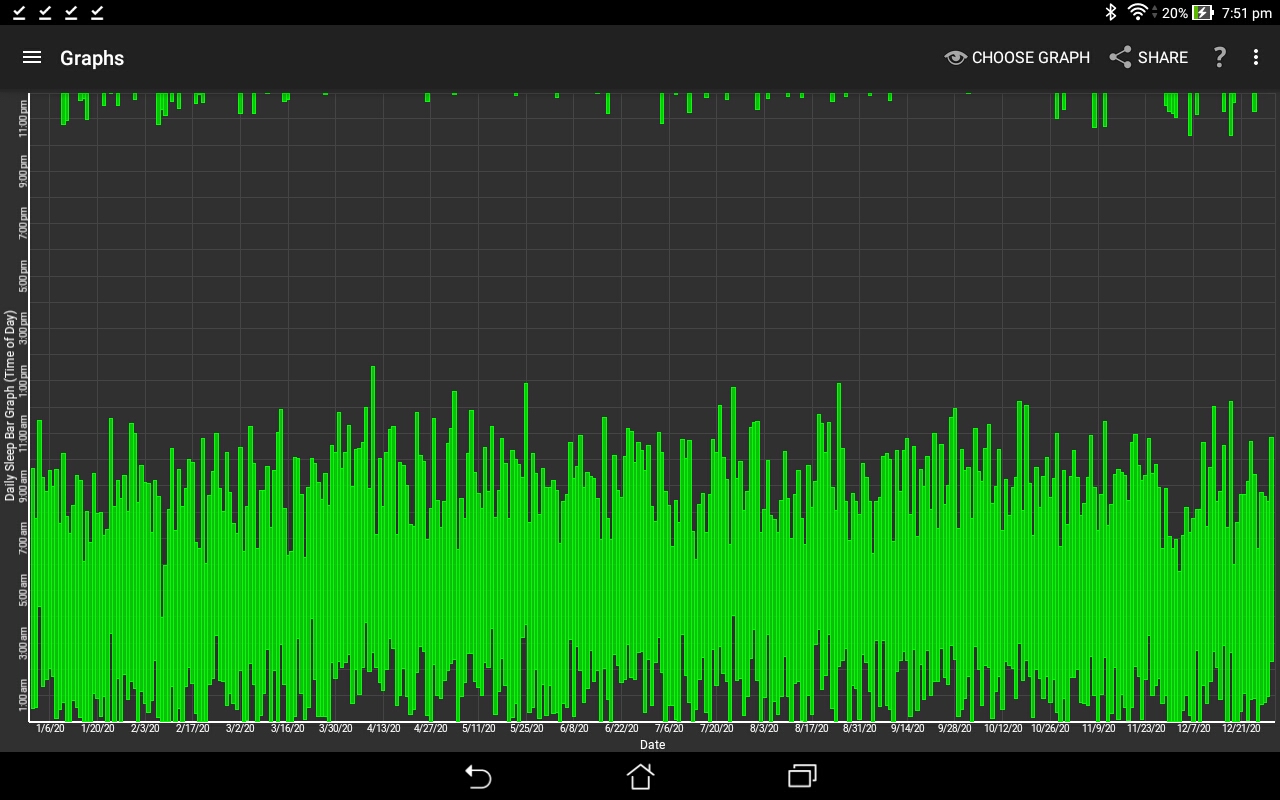 20% 7:51 pm
Graphs
CHOOSE GRAPH SHARE ?
Daily Sleep Bar Graph (Time of Day)
11:00 pm
9:00 pm
7:00 pm
5:00 pm
3:00 pm
1:00 pm
11:00 am
9:00 am
7:00 am
5:00 am
3:00 am
1:00 am
1/6/20 1/20/20 2/3/20 2/17/20 3/2/20 3/16/20 3/30/20 4/13/20 4/27/20 5/11/20 5/25/20 6/8/20 6/22/20 7/6/20 7/20/20 8/3/20 8/17/20 8/31/20 9/14/20 9/28/20 10/12/20 10/26/20 11/9/20 11/23/20 12/7/20 12/21/20
Date